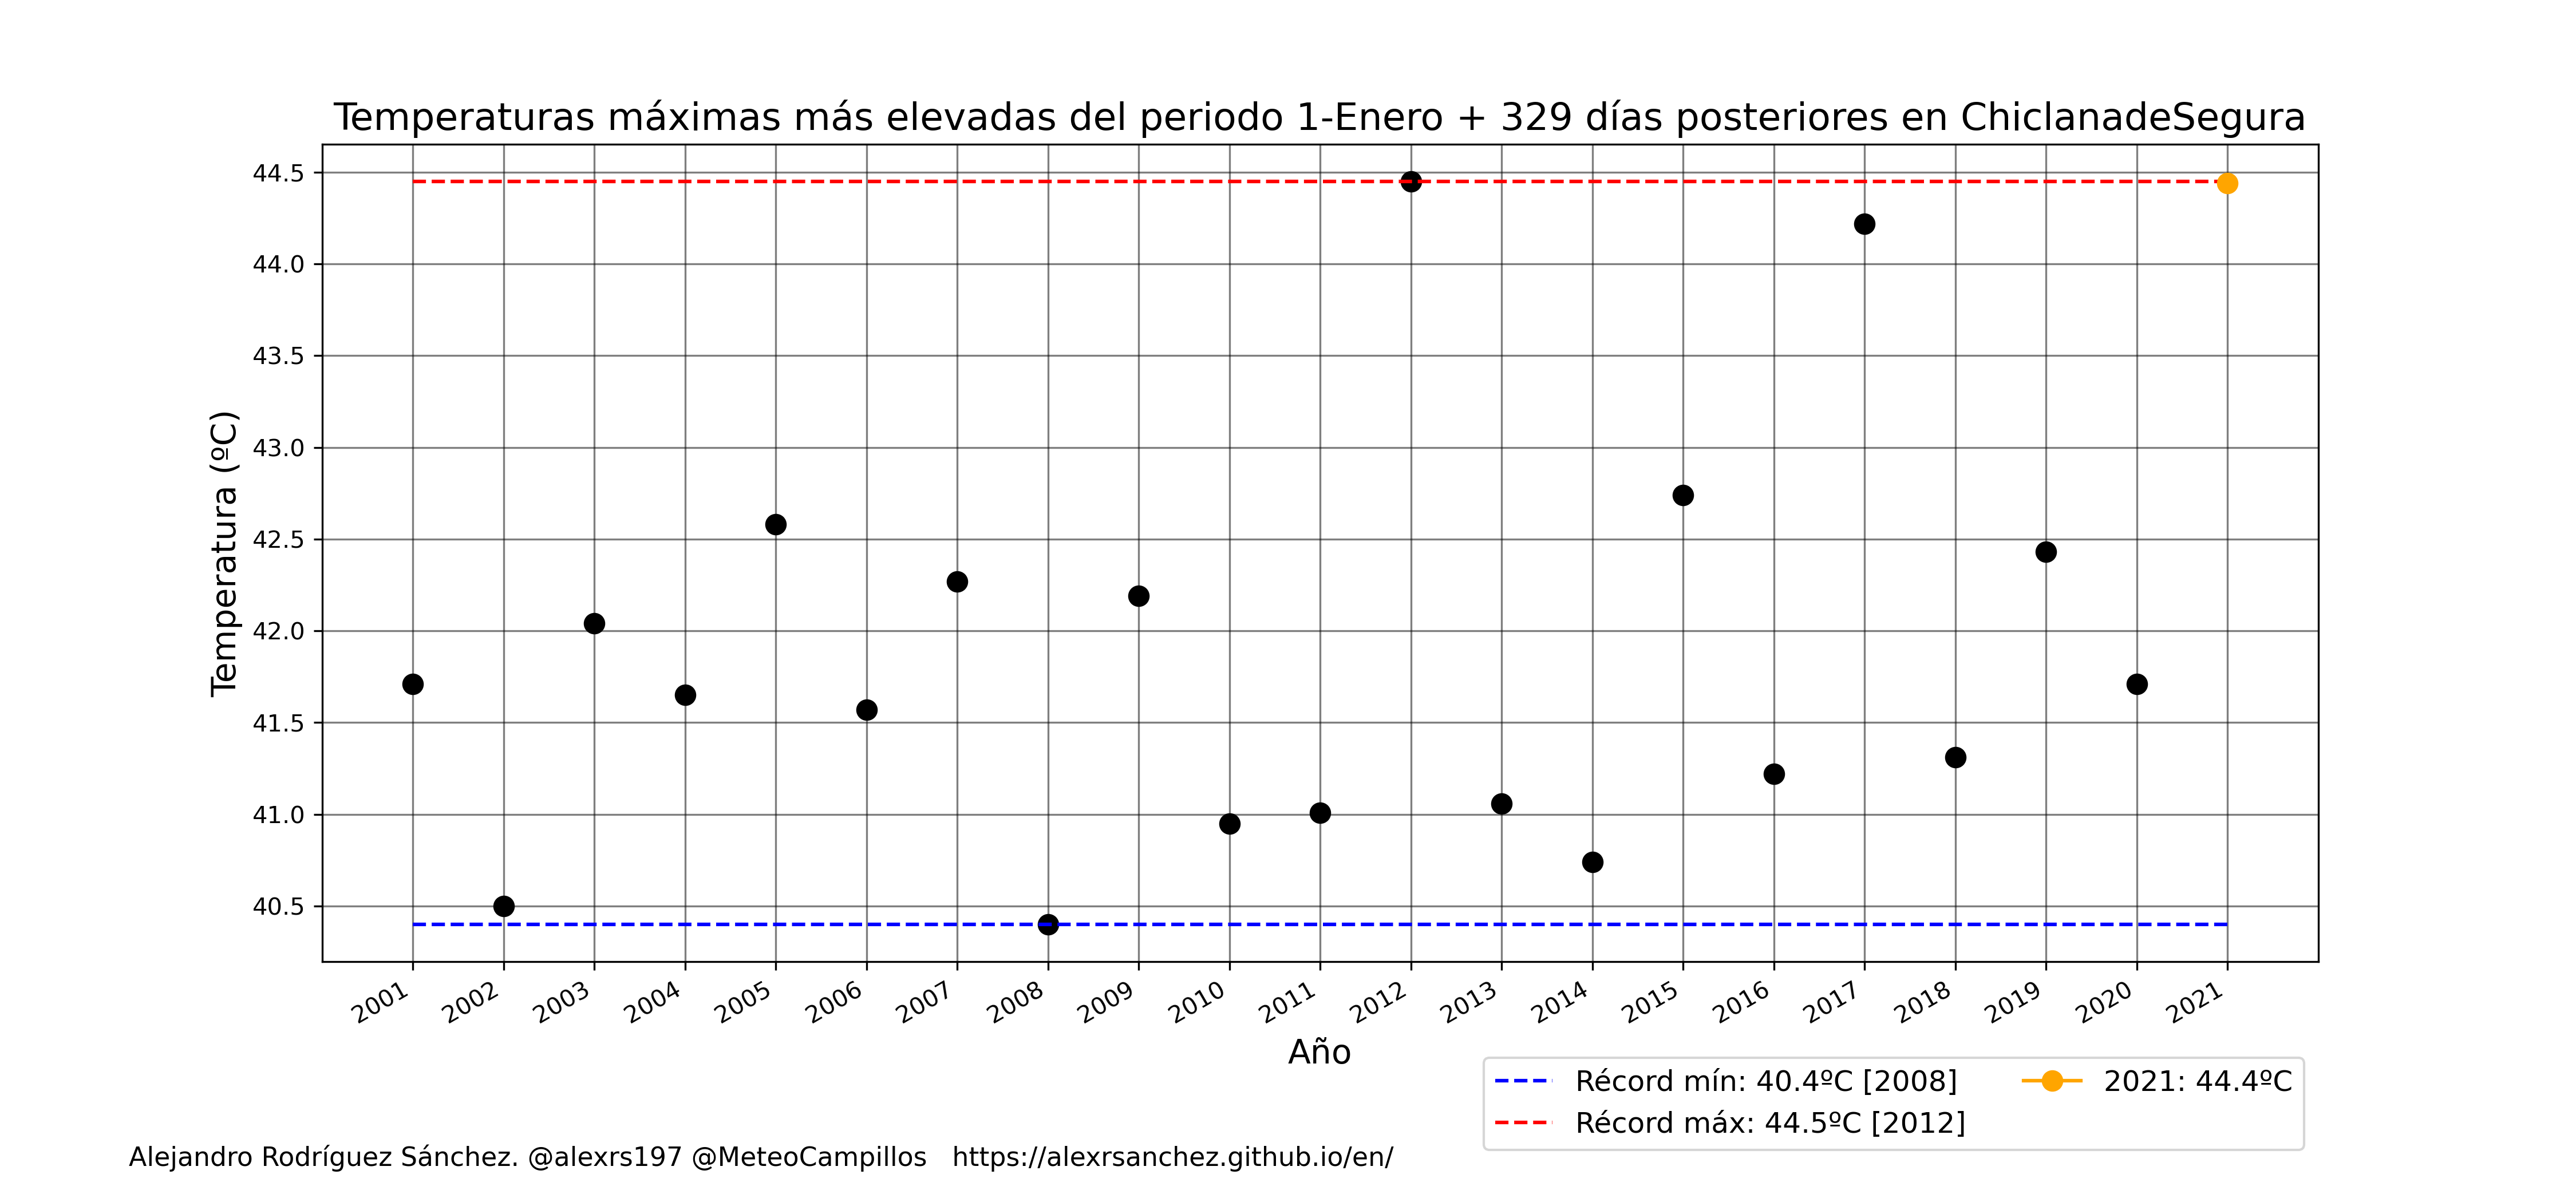 Temperaturas máximas más elevadas del periodo 1-Enero + 329 días posteriores en ChiclanadeSegura
Temperatura (ºC)
44.5
44.0
43.5
43.0
42.5
42.0
41.5
41.0
40.5
2001 2002 2003 2004 2005 2006 2007 2008 2009 2010 2011 2012 2013 2014 2015 2016 2017 2018 2019 2020 2021
Año
Récord mín: 40.4ºC [2008]
Récord máx: 44.5ºC [2012]
2021: 44.4ºC
Alejandro Rodríguez Sánchez. @alexrs197 @MeteoCampillos https://alexrsanchez.github.io/en/